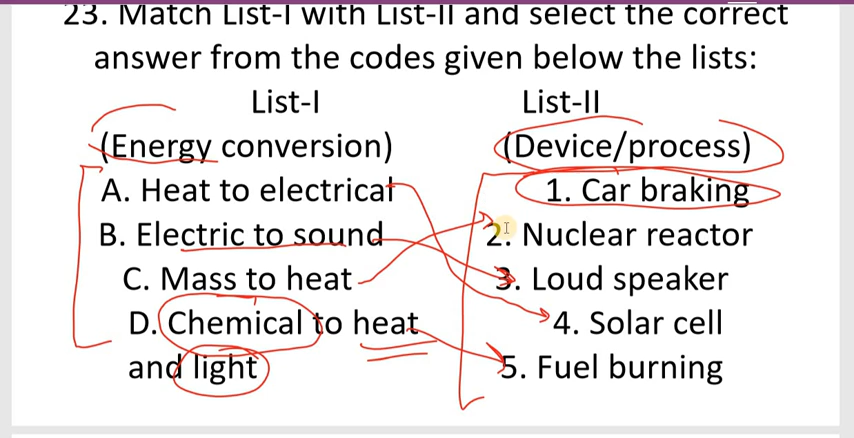 23. Match List-I with List-II and select the correct
answer from the codes given below the lists:
List-I List-II
(Energy conversion) (Device/process)
A. Heat to electrical 1. Car braking
B. Electric to sound 2. Nuclear reactor
C. Mass to heat 3. Loud speaker
D. Chemical to heat 4. Solar cell
and light 5. Fuel burning